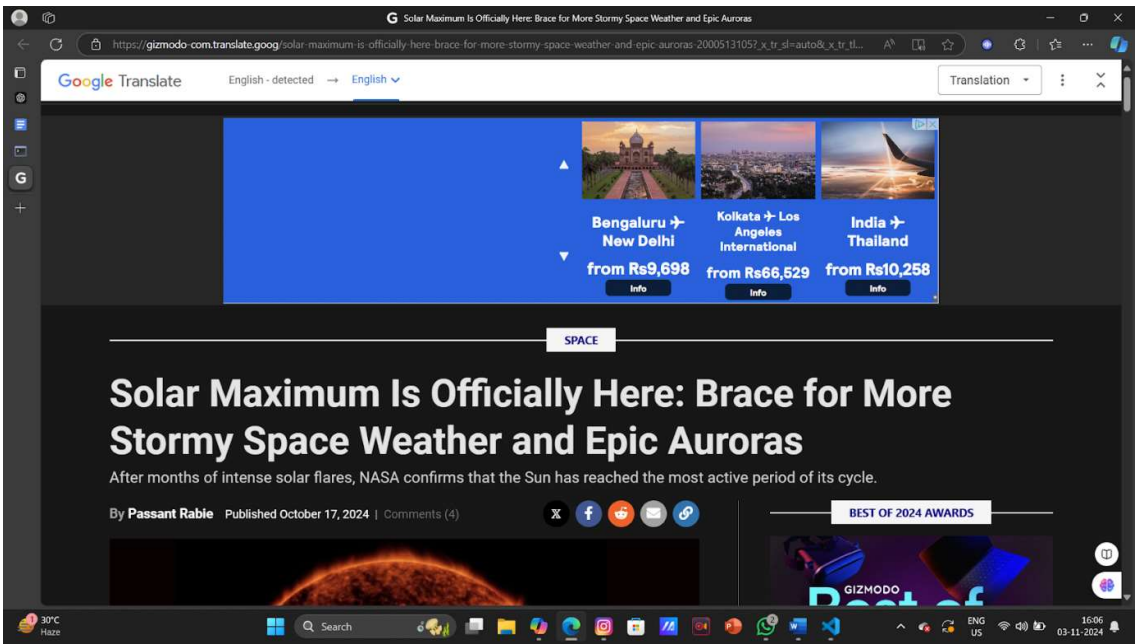 Solar Maximum Is Officially Here: Brace for More Stormy Space Weather and Epic Auroras
https://gizmodo-com.translate.goog/solar-maximum-is-officially-here-brace-for-more-stormy-space-weather-and-epic-auroras-2000513105?_x_tr_sl=auto&_x_tr_tl...
Google Translate English - detected → English Translation
G
Bengaluru ✈ New Delhi
from Rs9,698
Info
Kolkata ✈ Los Angeles International
from Rs66,529
Info
India ✈ Thailand
from Rs10,258
Info
SPACE
Solar Maximum Is Officially Here: Brace for More
Stormy Space Weather and Epic Auroras
After months of intense solar flares, NASA confirms that the Sun has reached the most active period of its cycle.
By Passant Rabie Published October 17, 2024 | Comments (4)
BEST OF 2024 AWARDS
GIZMODO
Best of
30°C
Haze
Search
ENG
US
16:06
03-11-2024